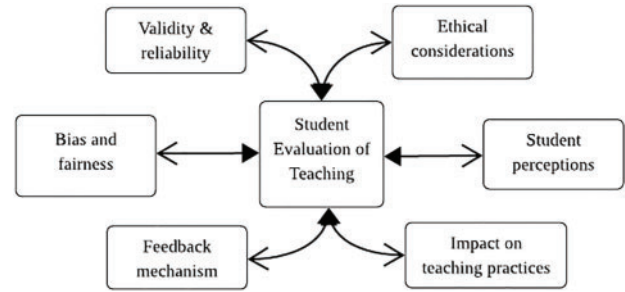 Validity &
reliability
Ethical
considerations
Bias and
fairness
Student
Evaluation of
Teaching
Student
perceptions
Feedback
mechanism
Impact on
teaching practices